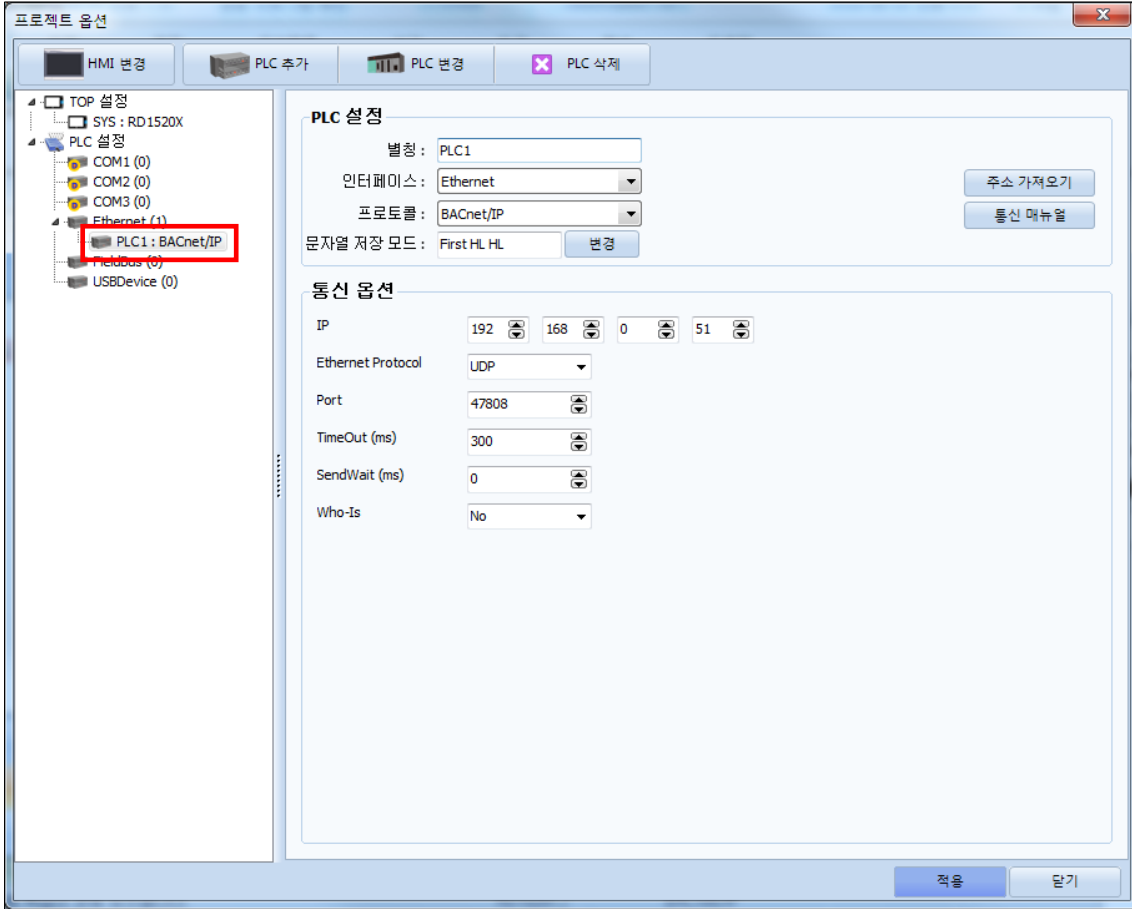 프로젝트 옵션
HMI 변경
PLC 추가
PLC 변경
PLC 삭제
TOP 설정
SYS : RD1520X
PLC 설정
COM1 (0)
COM2 (0)
COM3 (0)
Ethernet (1)
PLC1 : BACnet/IP
FieldBus (0)
USBDevice (0)
PLC 설정
별칭 : PLC1
인터페이스 : Ethernet
프로토콜 : BACnet/IP
문자열 저장 모드 : First HL HL 변경
주소 가져오기
통신 매뉴얼
통신 옵션
IP 192 168 0 51
Ethernet Protocol UDP
Port 47808
TimeOut (ms) 300
SendWait (ms) 0
Who-Is No
적용 닫기